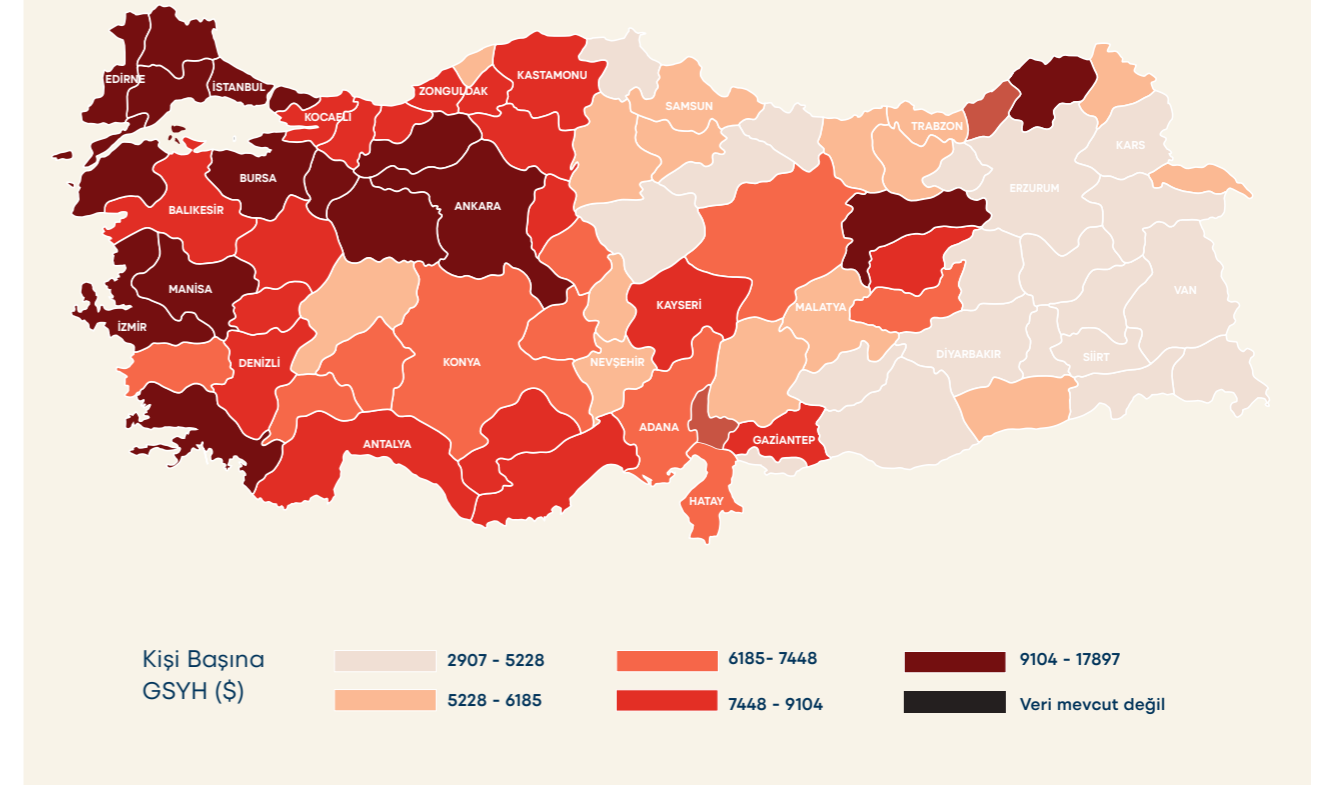 EDİRNE
İSTANBUL
KOCAELİ
ZONGULDAK
KASTAMONU
SAMSUN
TRABZON
KARS
ERZURUM
BURSA
BALIKESİR
ANKARA
MANİSA
İZMİR
DENİZLİ
KONYA
KAYSERİ
MALATYA
VAN
NEVŞEHİR
DİYARBAKIR
SİİRT
ADANA
GAZİANTEP
ANTALYA
HATAY
Kişi Başına
GSYH ($)
2907 - 5228
5228 - 6185
6185- 7448
7448 - 9104
9104 - 17897
Veri mevcut değil